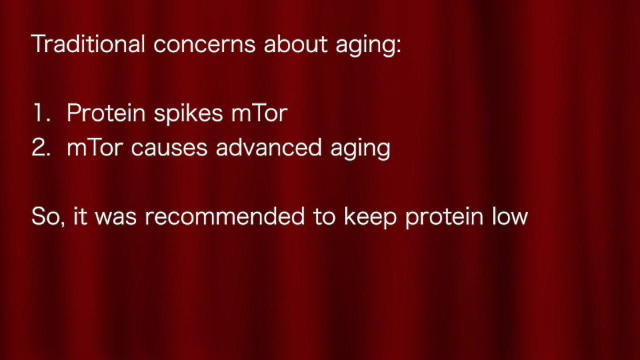 Traditional concerns about aging:
1. Protein spikes mTor
2. mTor causes advanced aging
So, it was recommended to keep protein low